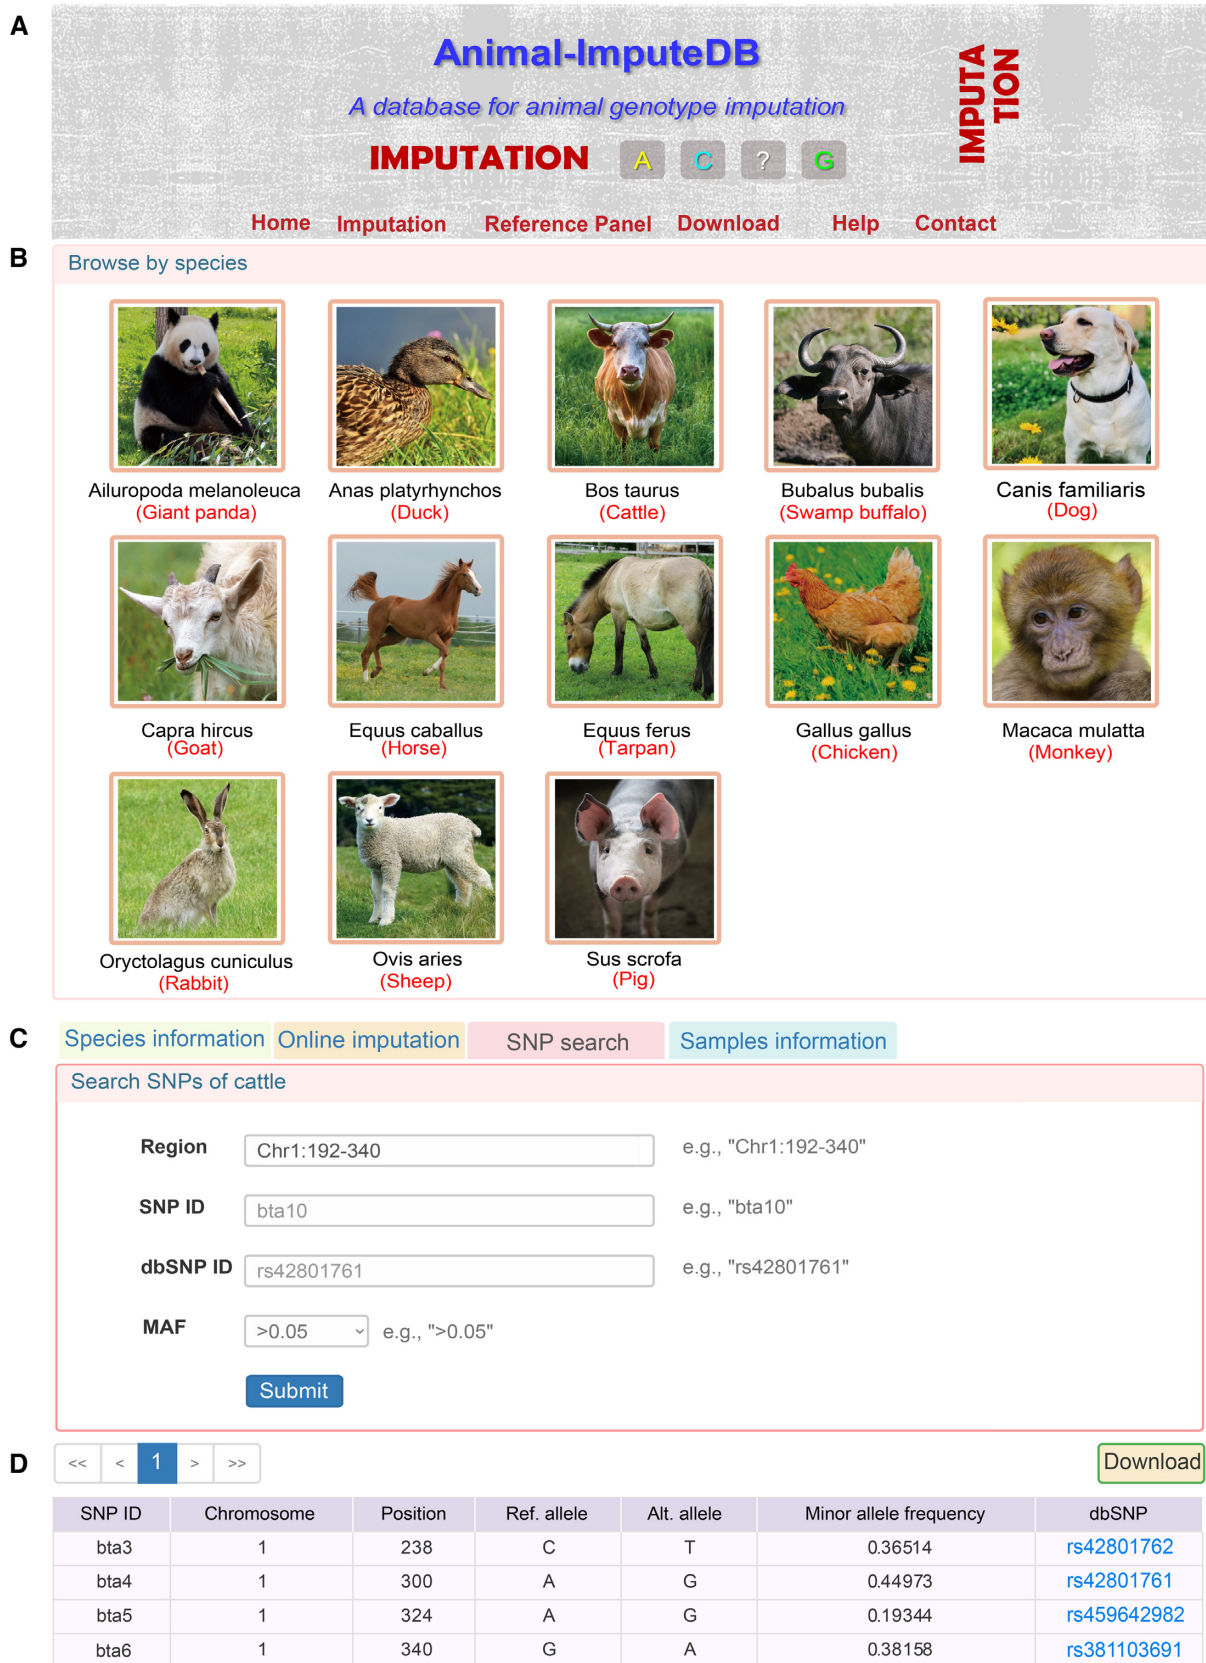 A
Animal-ImputeDB
A database for animal genotype imputation
IMPUTATION A C ? G
IMPUTA
TION
Home Imputation Reference Panel Download Help Contact
B
Browse by species
Ailuropoda melanoleuca Anas platyrhynchos Bos taurus Bubalus bubalis Canis familiaris
(Giant panda) (Duck) (Cattle) (Swamp buffalo) (Dog)
Capra hircus Equus caballus Equus ferus Gallus gallus Macaca mulatta
(Goat) (Horse) (Tarpan) (Chicken) (Monkey)
Oryctolagus cuniculus Ovis aries Sus scrofa
(Rabbit) (Sheep) (Pig)
C
Species information Online imputation SNP search Samples information
Search SNPs of cattle
Region Chr1:192-340 e.g., "Chr1:192-340"
SNP ID bta10 e.g., "bta10"
dbSNP ID rs42801761 e.g., "rs42801761"
MAF >0.05 e.g., ">0.05"
Submit
D
<< < 1 > >> Download
SNP ID Chromosome Position Ref. allele Alt. allele Minor allele frequency dbSNP
bta3 1 238 C T 0.36514 rs42801762
bta4 1 300 A G 0.44973 rs42801761
bta5 1 324 A G 0.19344 rs459642982
bta6 1 340 G A 0.38158 rs381103691